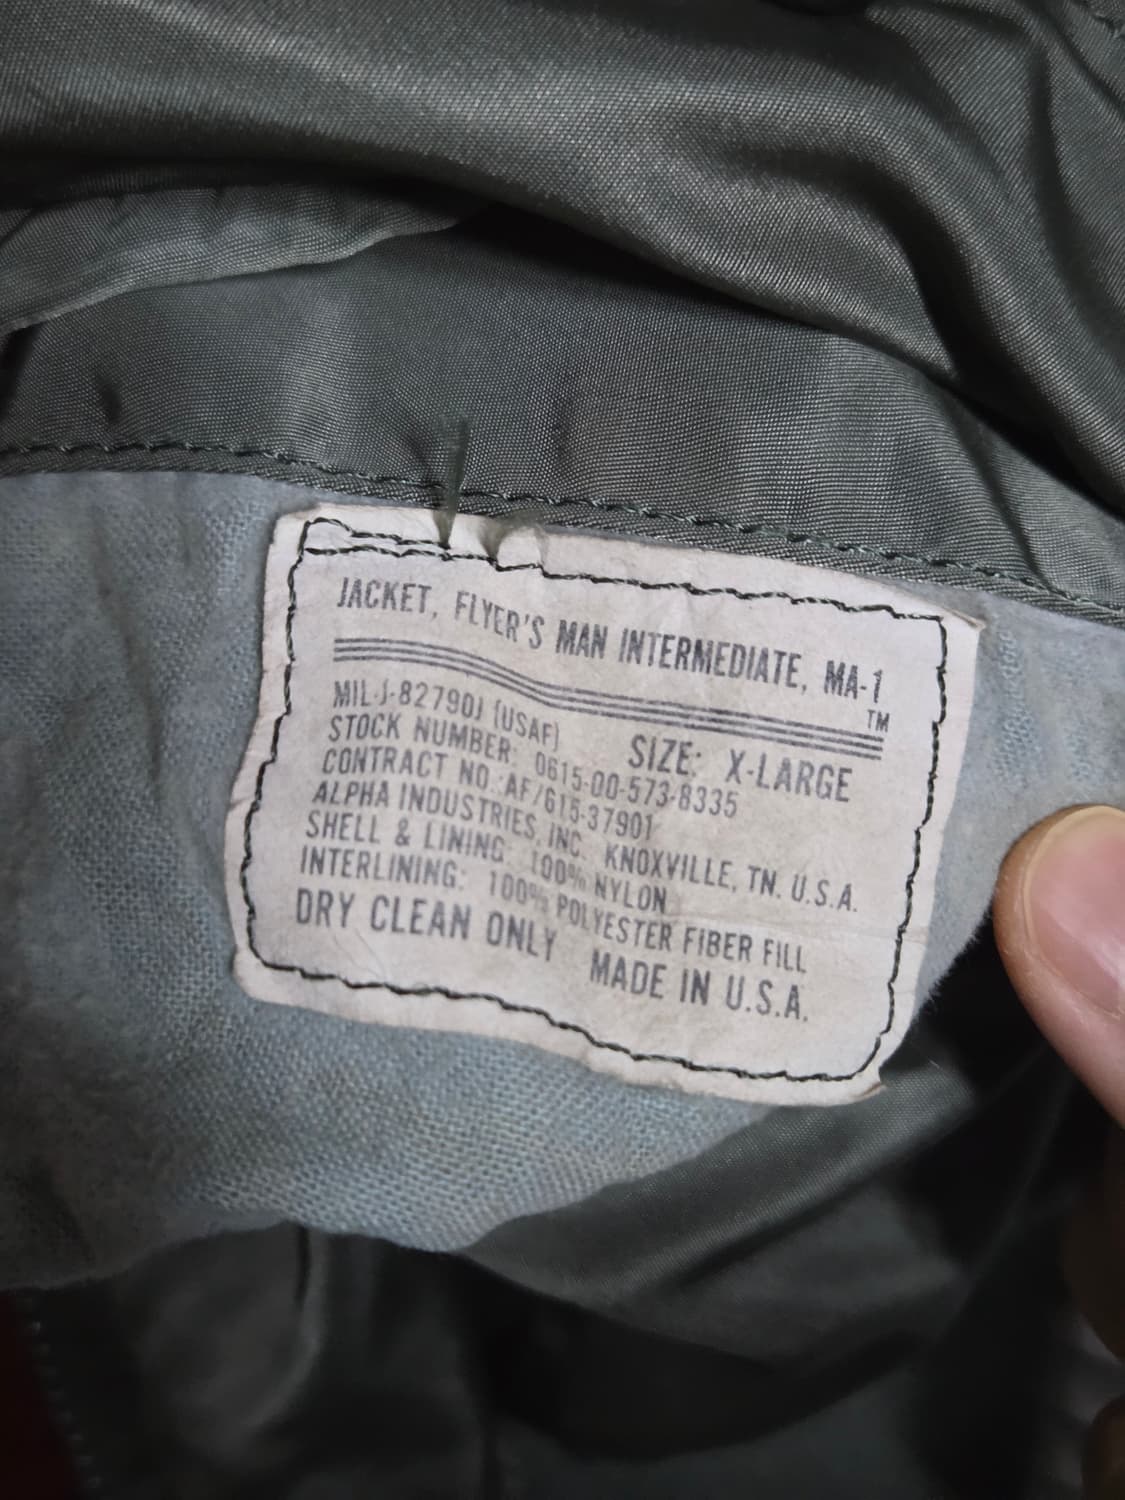 JACKET, FLYER'S MAN INTERMEDIATE, MA-1
TM
MIL-J-82790J (USAF) SIZE: X-LARGE
STOCK NUMBER: 0615-00-573-8335
CONTRACT NO. AF/615-37901
ALPHA INDUSTRIES, INC. KNOXVILLE, TN. U.S.A.
SHELL & LINING: 100% NYLON
INTERLINING: 100% POLYESTER FIBER FILL
DRY CLEAN ONLY MADE IN U.S.A.